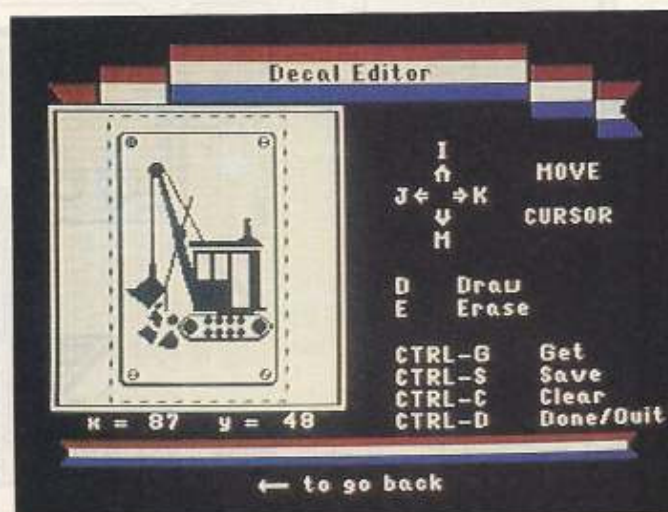 Decal Editor
I
J ← → K
M
MOVE
CURSOR
D Draw
E Erase
CTRL-G Get
CTRL-S Save
CTRL-C Clear
CTRL-D Done/Quit
x = 87 y = 48
← to go back